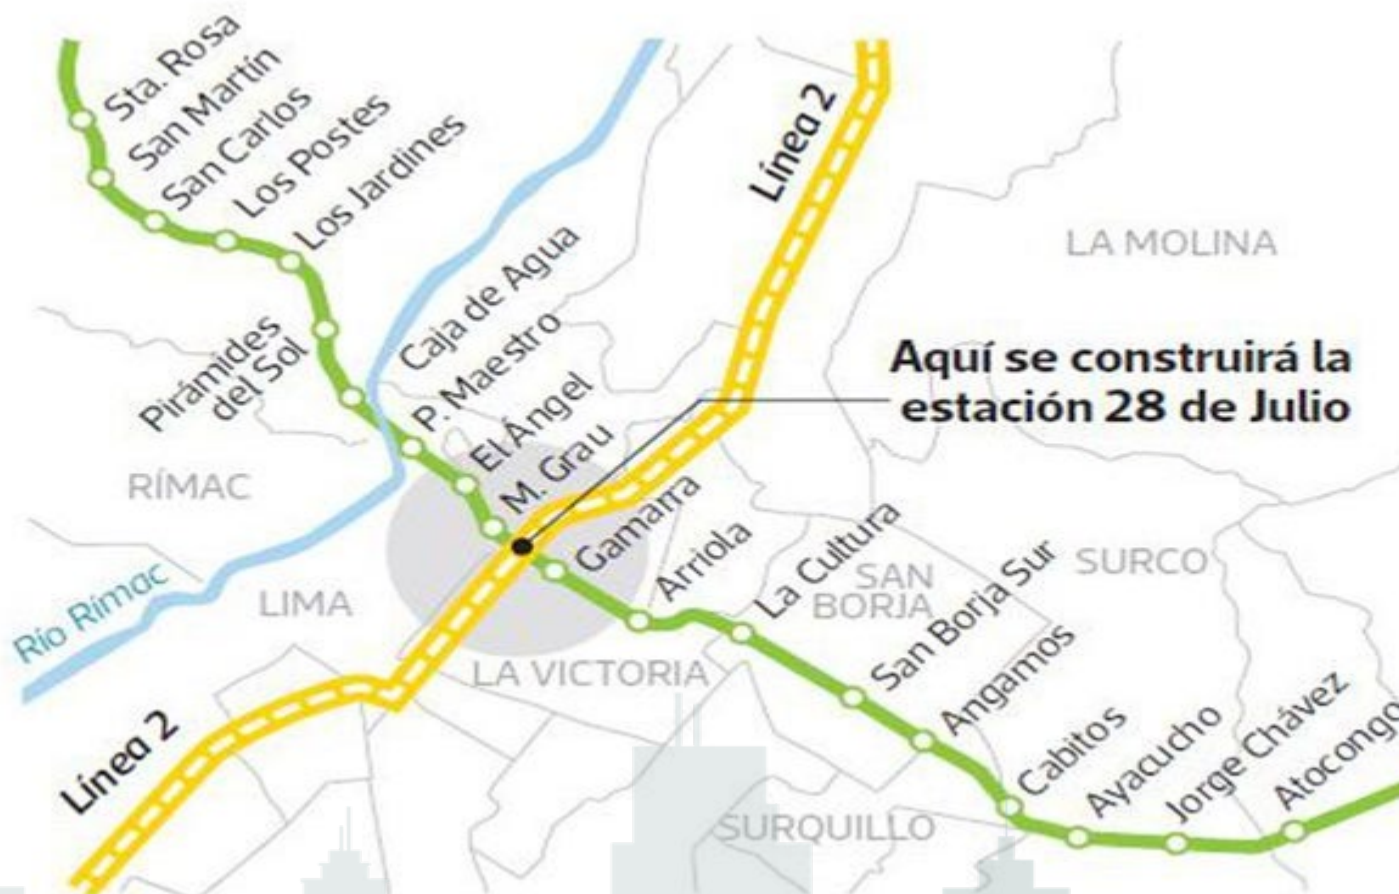 Sta. Rosa
San Martín
San Carlos
Los Postes
Los Jardines
Línea 2
LA MOLINA
Caja de Agua
Pirámides
del Sol
P. Maestro
Aquí se construirá la
estación 28 de Julio
El Ángel
M. Grau
RÍMAC
Gamarra
Arriola
La Cultura
Río Rímac
LIMA
SAN
BORJA
SURCO
San Borja Sur
LA VICTORIA
Angamos
Línea 2
Cabitos
Ayacucho
Jorge Chávez
Atocongo
SURQUILLO